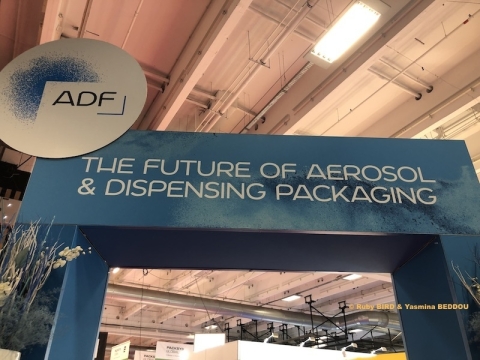 ADF
THE FUTURE OF AEROSOL
& DISPENSING PACKAGING
© Ruby BIRD & Yasmina BEDDOU